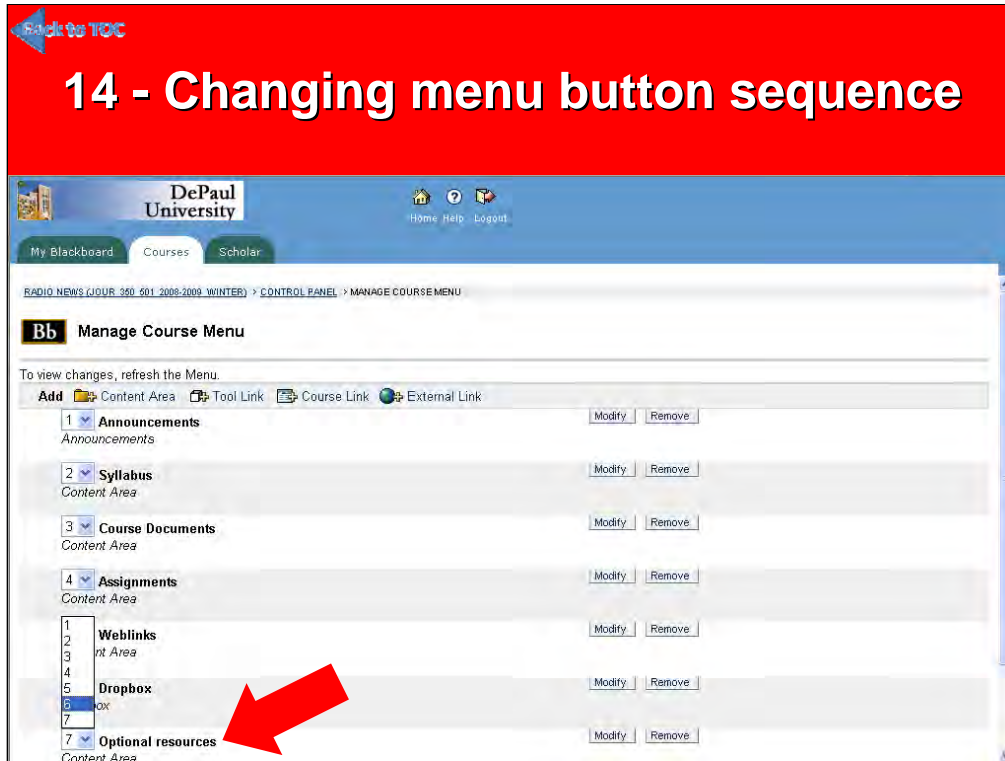 Back to TOC
14 - Changing menu button sequence
DePaul
University
Home Help Logout
My Blackboard Courses Scholar
RADIO NEWS (JOUR 350 501 2008-2009 WINTER) > CONTROL PANEL > MANAGE COURSE MENU
Bb Manage Course Menu
To view changes, refresh the Menu.
Add Content Area Tool Link Course Link External Link
1 Announcements Modify Remove
Announcements
2 Syllabus Modify Remove
Content Area
3 Course Documents Modify Remove
Content Area
4 Assignments Modify Remove
Content Area
1
2 Weblinks Modify Remove
3 nt Area
4
5 Dropbox Modify Remove
6 box
7
7 Optional resources Modify Remove
Content Area